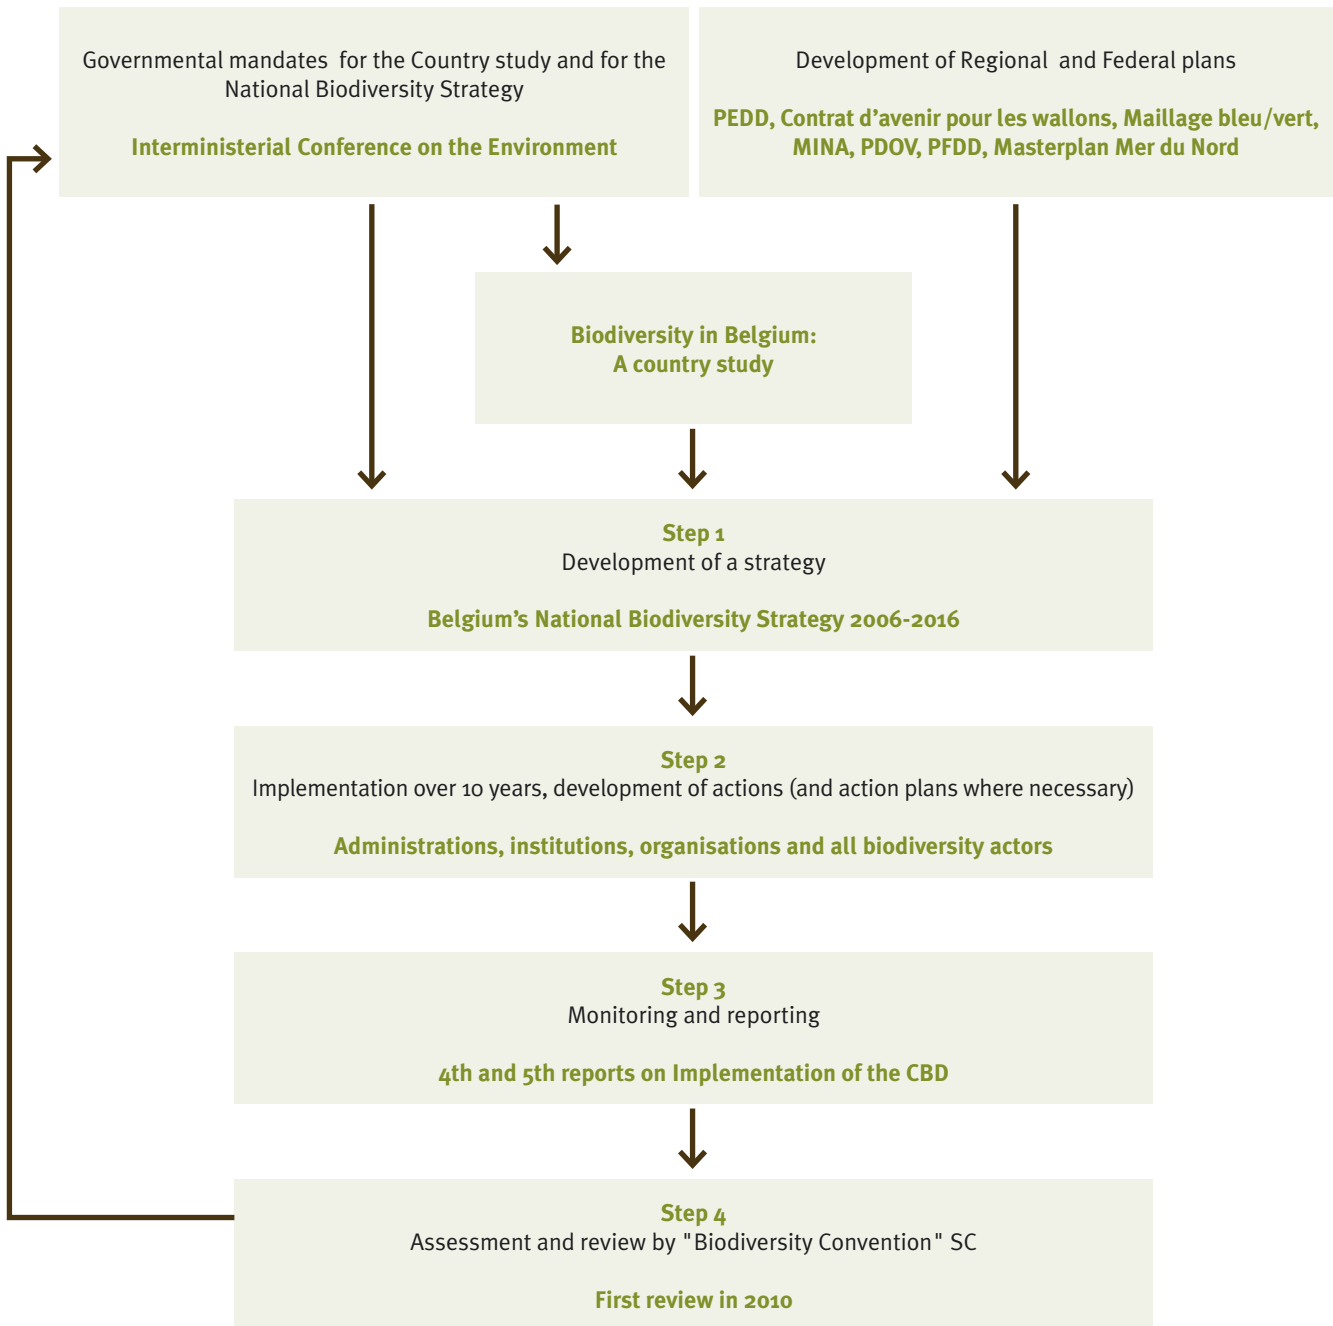 Governmental mandates for the Country study and for the
National Biodiversity Strategy
Interministerial Conference on the Environment
Development of Regional and Federal plans
PEDD, Contrat d’avenir pour les wallons, Maillage bleu/vert,
MINA, PDOV, PFDD, Masterplan Mer du Nord
Biodiversity in Belgium:
A country study
Step 1
Development of a strategy
Belgium’s National Biodiversity Strategy 2006-2016
Step 2
Implementation over 10 years, development of actions (and action plans where necessary)
Administrations, institutions, organisations and all biodiversity actors
Step 3
Monitoring and reporting
4th and 5th reports on Implementation of the CBD
Step 4
Assessment and review by "Biodiversity Convention" SC
First review in 2010